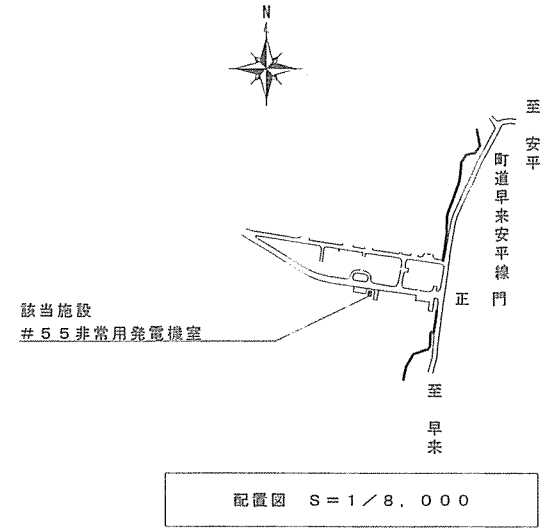 N
至 安平
町道早来安平線
正 門
該当施設
#55非常用発電機室
至 早来
配置図 S=1/8,000